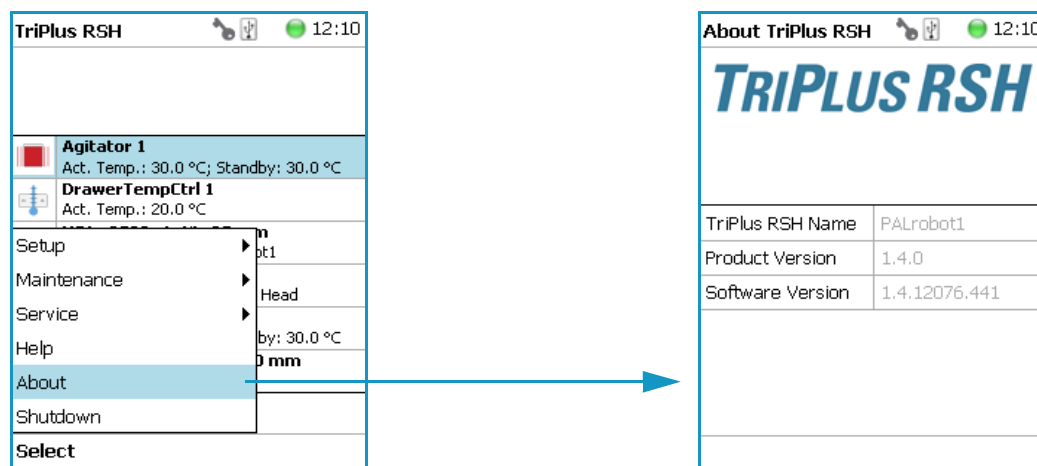 TriPlus RSH 12:10
Agitator 1
Act. Temp.: 30.0 °C; Standby: 30.0 °C
DrawerTempCtrl 1
Act. Temp.: 20.0 °C
Setup
Maintenance
Head
Service
by: 30.0 °C
Help
mm
About
Shutdown
Select
About TriPlus RSH 12:10
TRIPLUS RSH
TriPlus RSH Name PALrobot1
Product Version 1.4.0
Software Version 1.4.12076.441